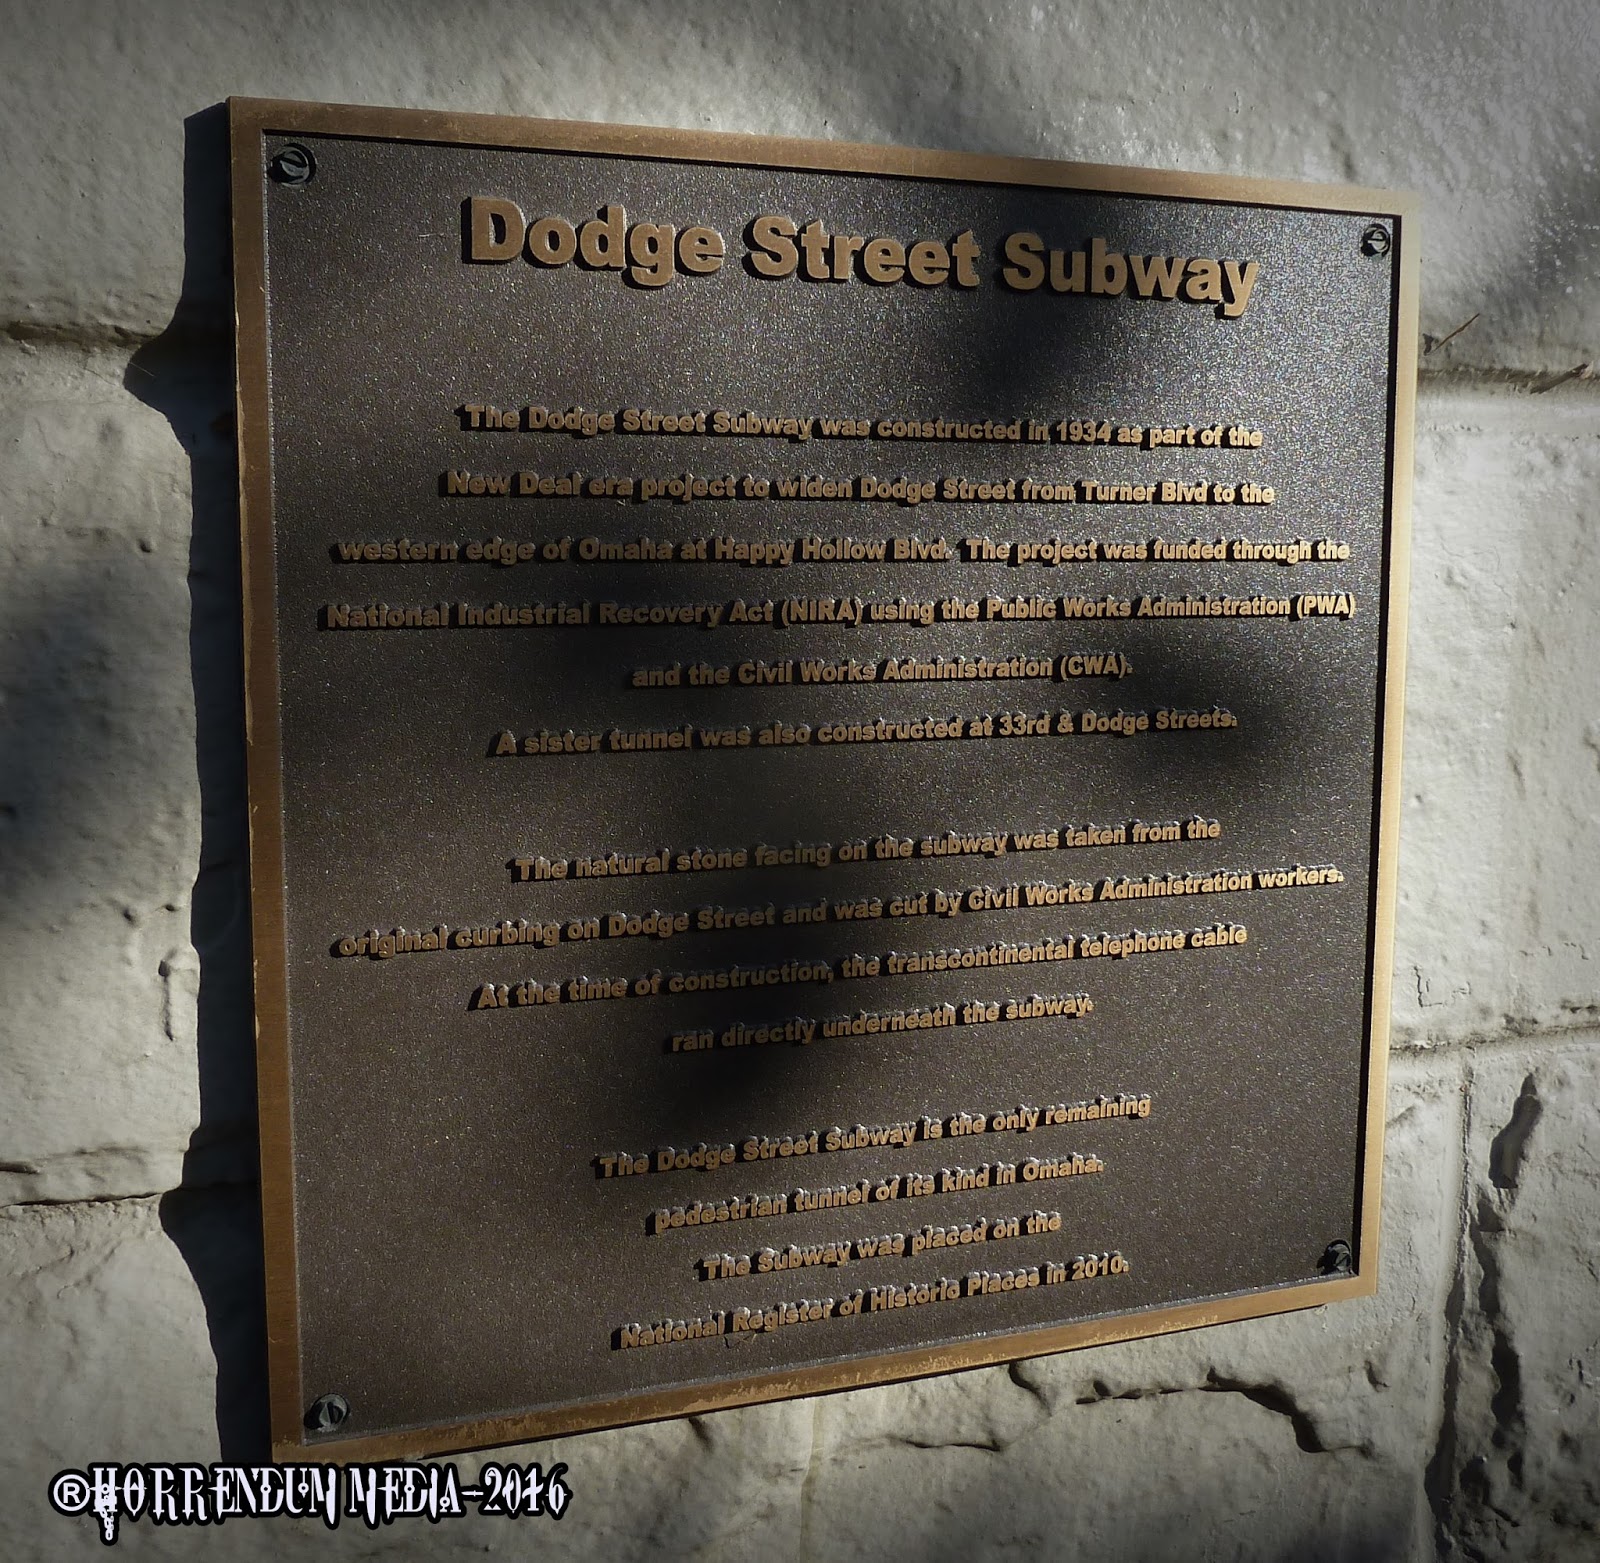 Dodge Street Subway
The Dodge Street Subway was constructed in 1934 as part of the
New Deal era project to widen Dodge Street from Turner Blvd to the
western edge of Omaha at Happy Hollow Blvd. The project was funded through the
National Industrial Recovery Act (NIRA) using the Public Works Administration (PWA)
and the Civil Works Administration (CWA).
A sister tunnel was also constructed at 33rd & Dodge Streets.
The natural stone facing on the subway was taken from the
original curbing on Dodge Street and was cut by Civil Works Administration workers.
At the time of construction, the transcontinental telephone cable
ran directly underneath the subway.
The Dodge Street Subway is the only remaining
pedestrian tunnel of its kind in Omaha.
The Subway was placed on the
National Register of Historic Places in 2010.
®HORRENDUM MEDIA-2016